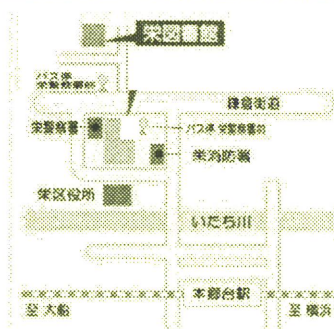 栄図書館
バス停
栄警察署前
鎌倉街道
栄警察署
バス停 栄警察署前
栄消防署
栄区役所
いたち川
本郷台駅
至 大船
至 横浜